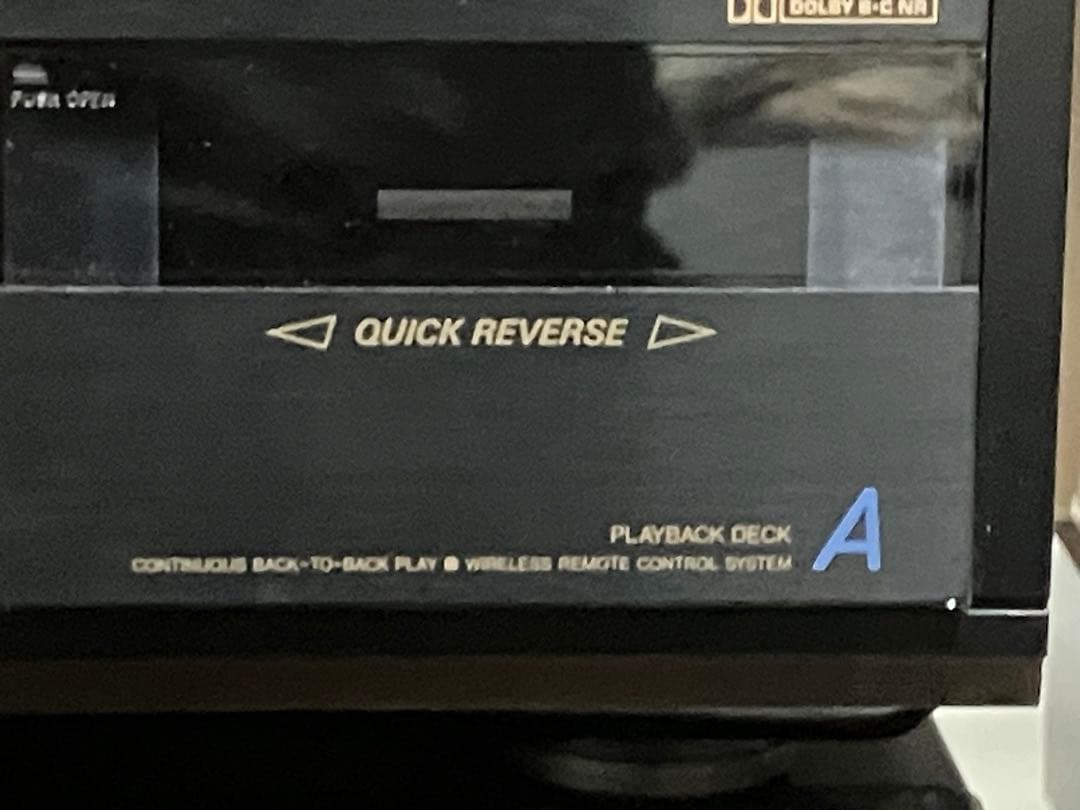 DOLBY B·C NR
PUSH OPEN
QUICK REVERSE
PLAYBACK DECK A
CONTINUOUS BACK-TO-BACK PLAY ● WIRELESS REMOTE CONTROL SYSTEM